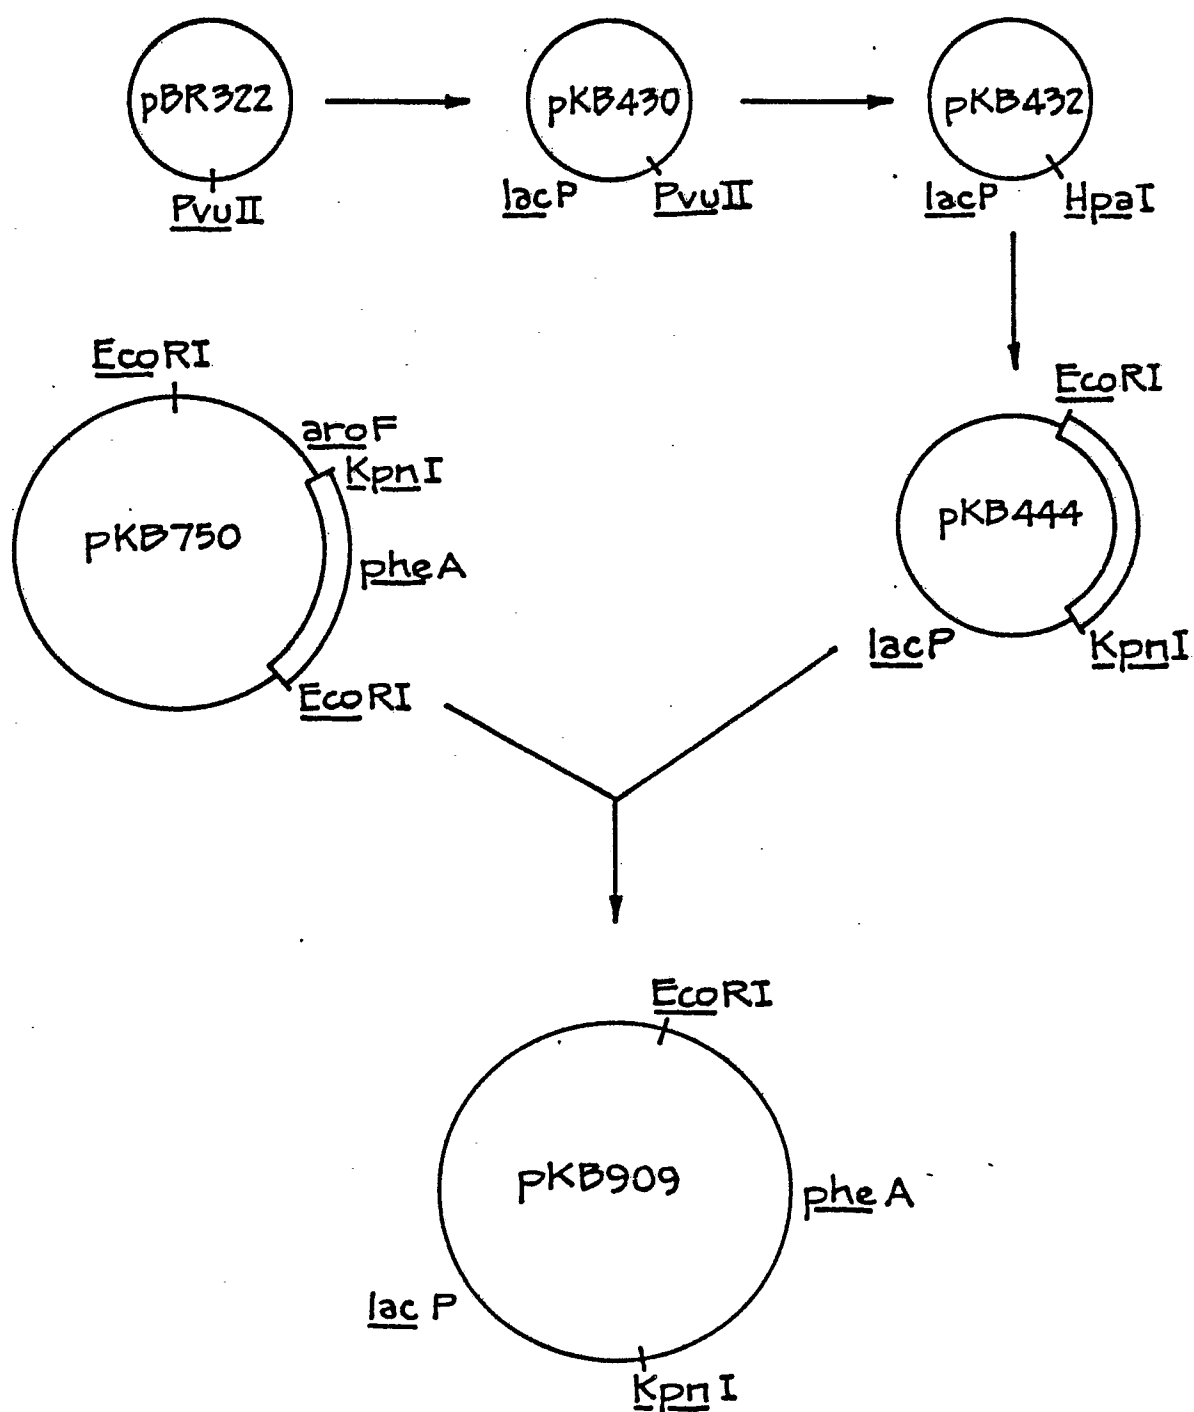 pBR322
PvuII
pKB430
lacP
PvuII
pKB432
lacP
HpaI
EcoRI
aroF
KpnI
pKB750
pheA
EcoRI
EcoRI
pKB444
lacP
KpnI
EcoRI
pKB909
pheA
lac P
KpnI